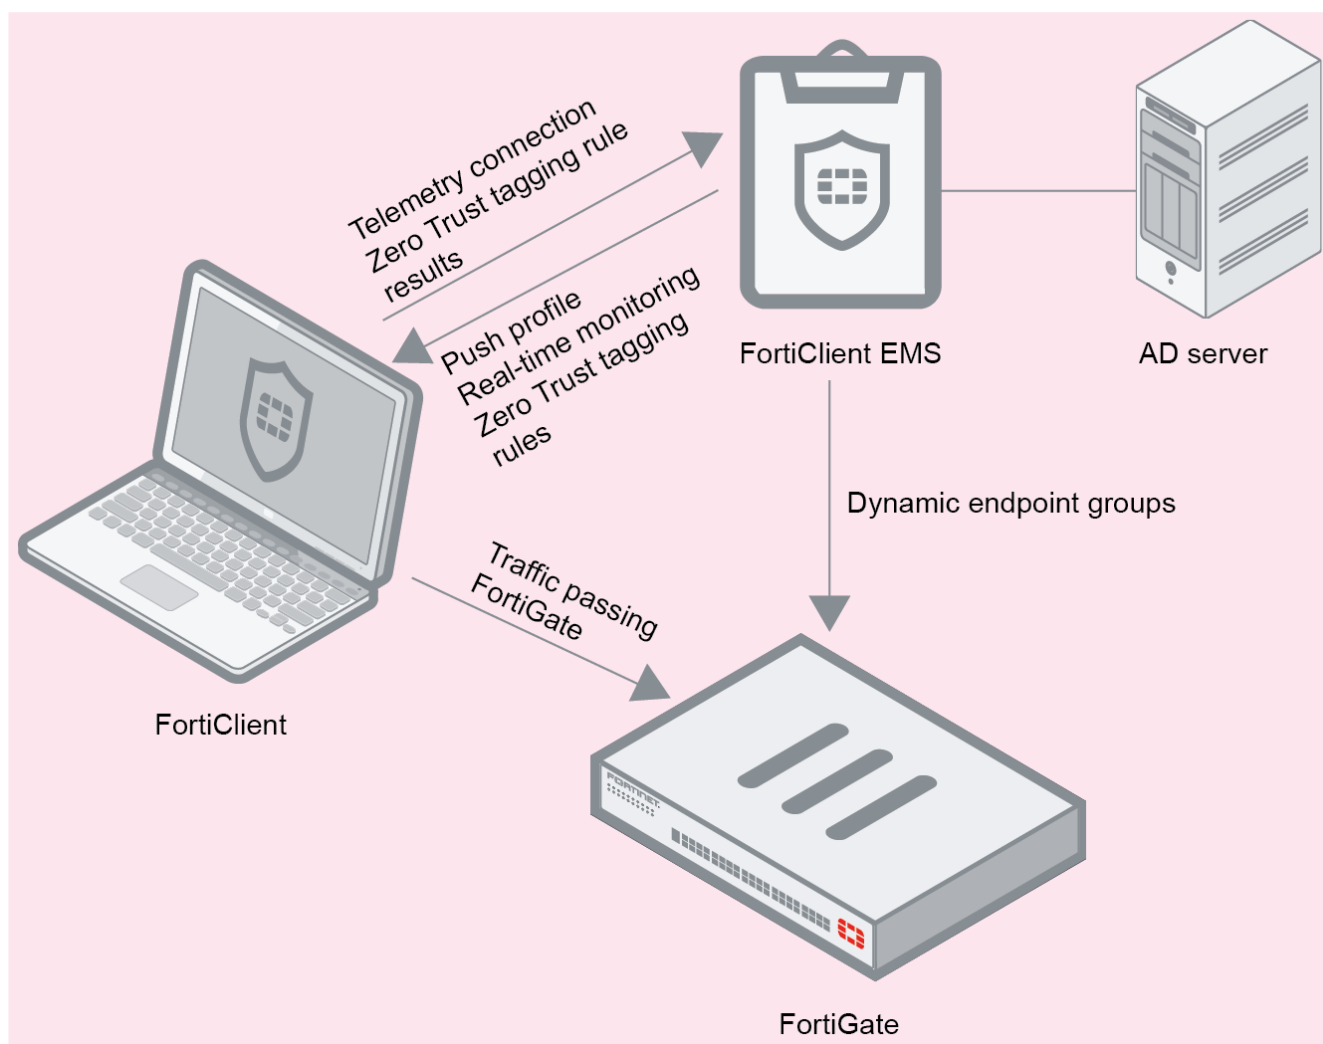 Telemetry connection
Zero Trust tagging rule
results
Push profile
Real-time monitoring
Zero Trust tagging
rules
FortiClient EMS
AD server
Dynamic endpoint groups
Traffic passing
FortiGate
FortiClient
FORTINET
FortiGate